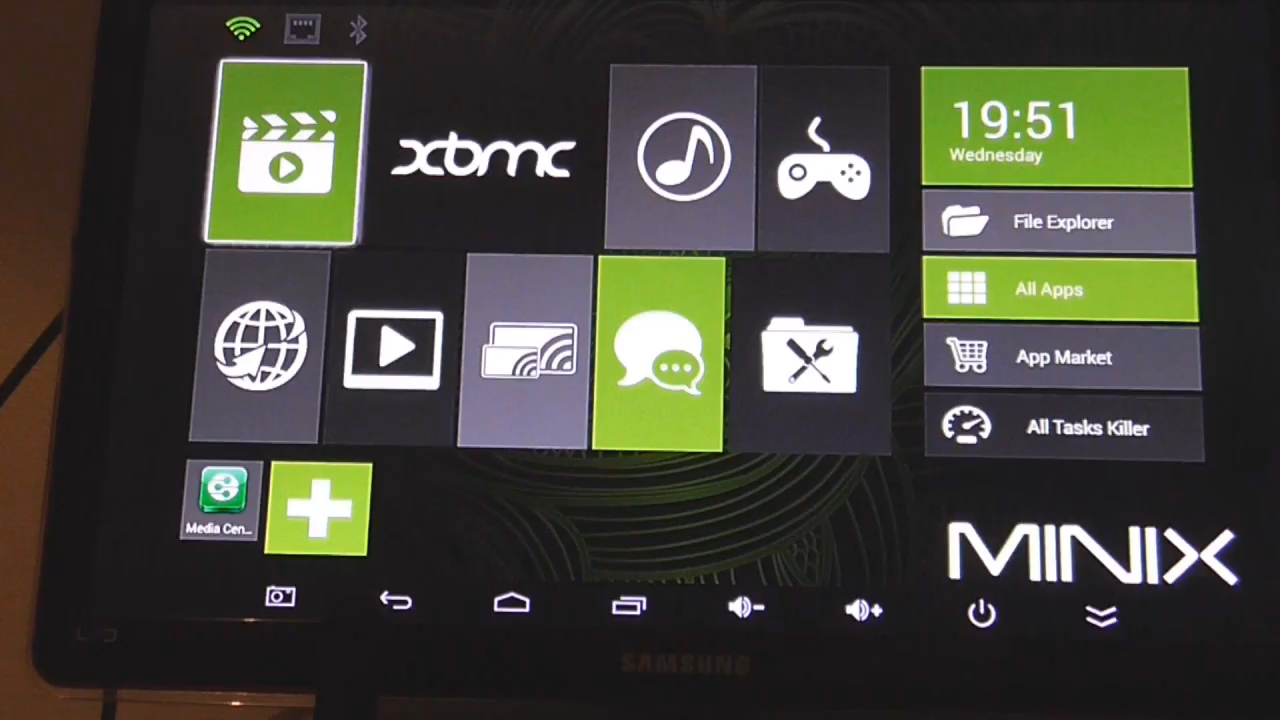 xbmc
19:51
Wednesday
File Explorer
All Apps
App Market
All Tasks Killer
Media Cen...
MINIX
SAMSUNG